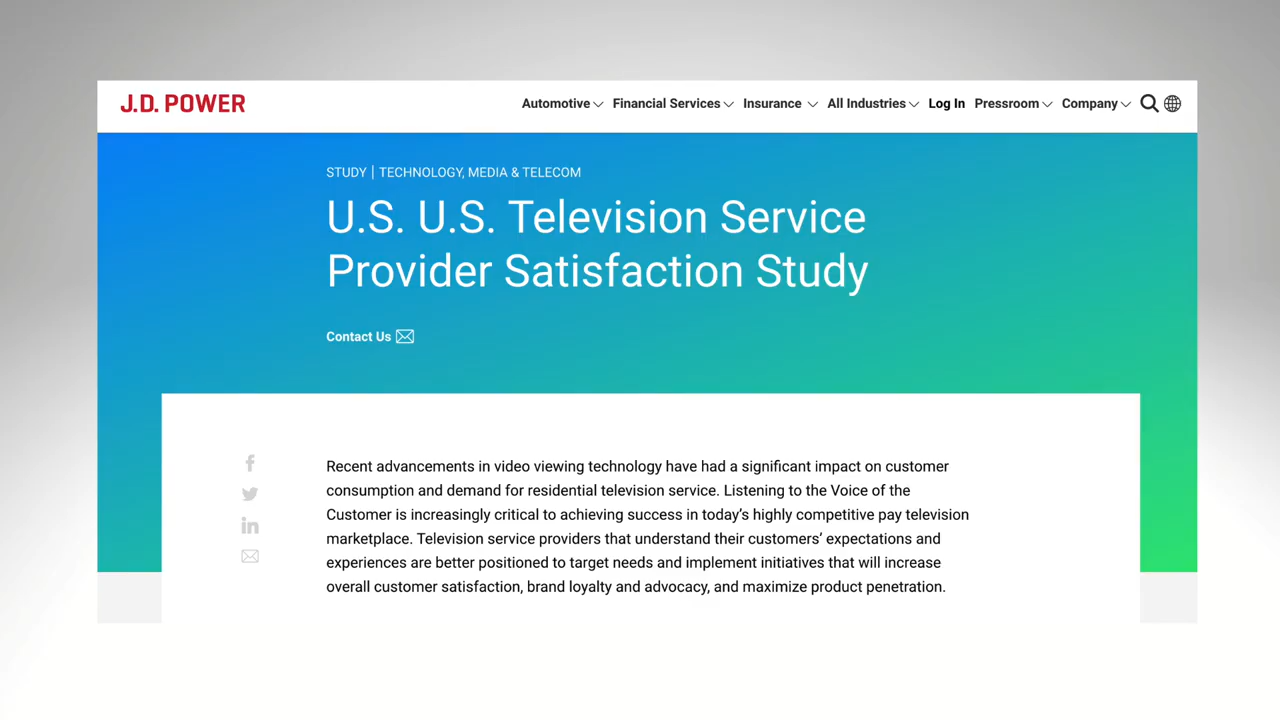 J.D. POWER
Automotive Financial Services Insurance All Industries Log In Pressroom Company
STUDY | TECHNOLOGY, MEDIA & TELECOM
U.S. U.S. Television Service
Provider Satisfaction Study
Contact Us
Recent advancements in video viewing technology have had a significant impact on customer
consumption and demand for residential television service. Listening to the Voice of the
Customer is increasingly critical to achieving success in today’s highly competitive pay television
marketplace. Television service providers that understand their customers’ expectations and
experiences are better positioned to target needs and implement initiatives that will increase
overall customer satisfaction, brand loyalty and advocacy, and maximize product penetration.